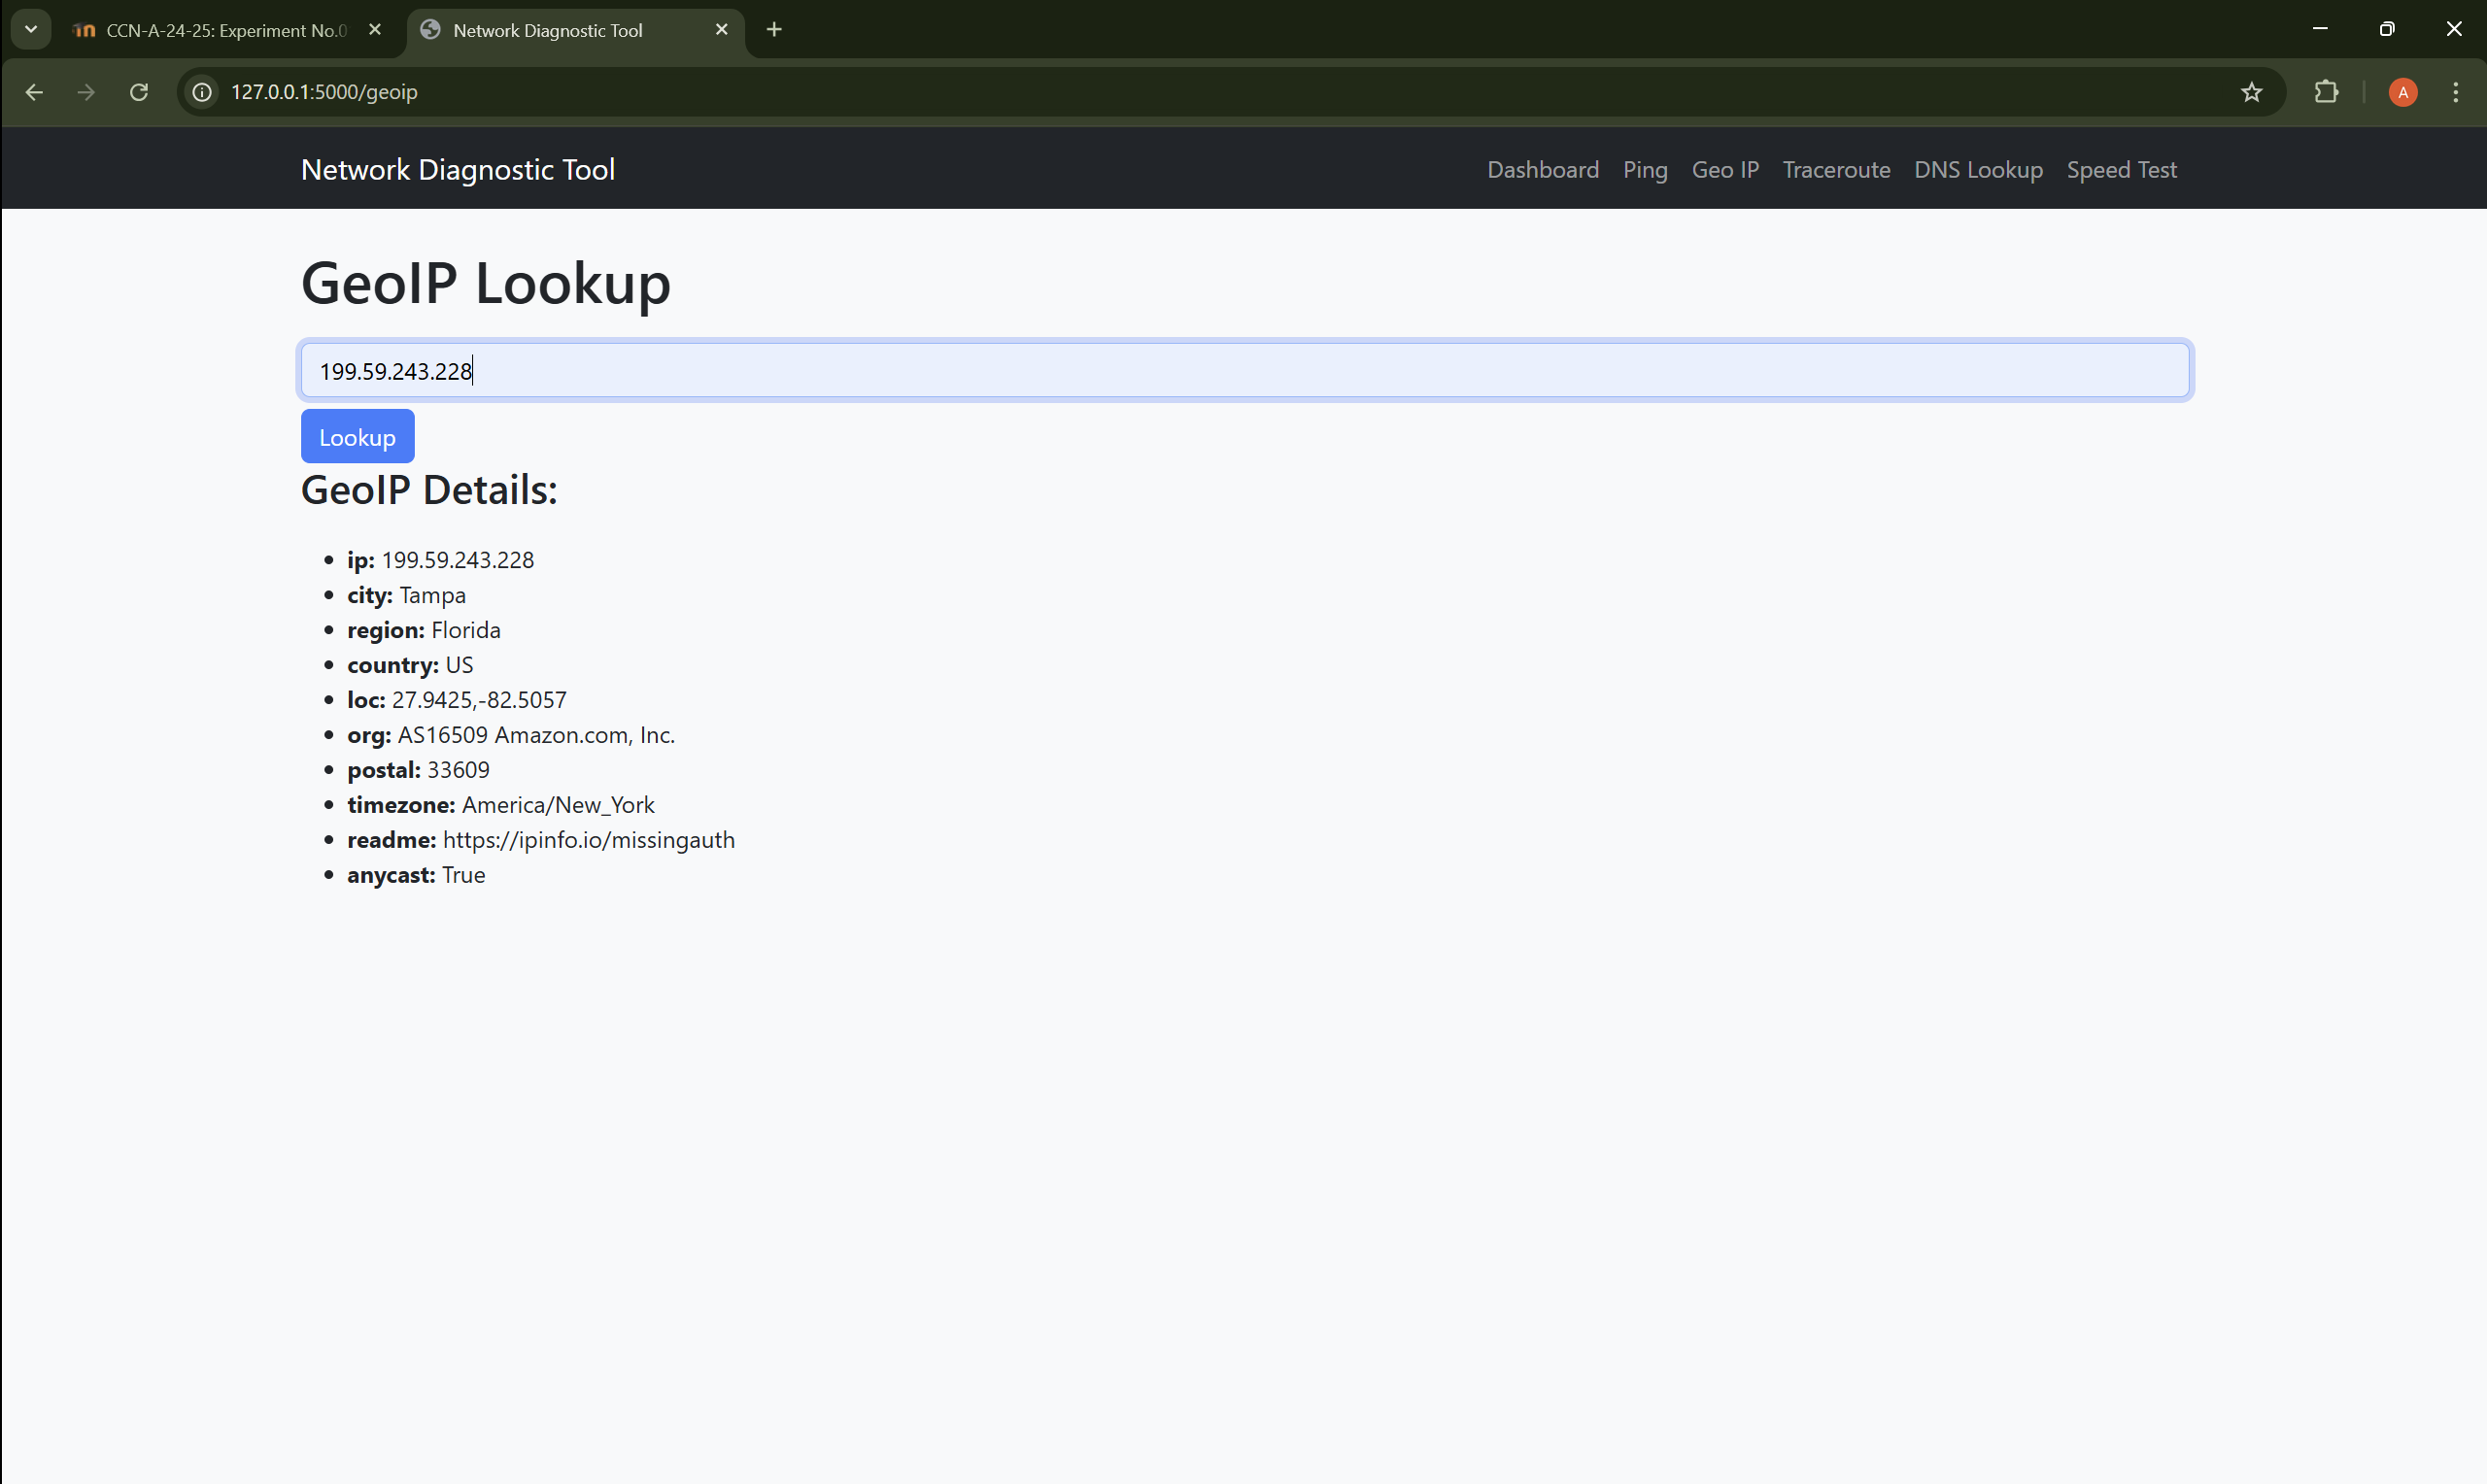 CCN-A-24-25: Experiment No.0
Network Diagnostic Tool
127.0.0.1:5000/geoip
A
Network Diagnostic Tool
Dashboard Ping Geo IP Traceroute DNS Lookup Speed Test
GeoIP Lookup
199.59.243.228
Lookup
GeoIP Details:
ip: 199.59.243.228
city: Tampa
region: Florida
country: US
loc: 27.9425,-82.5057
org: AS16509 Amazon.com, Inc.
postal: 33609
timezone: America/New_York
readme: https://ipinfo.io/missingauth
anycast: True